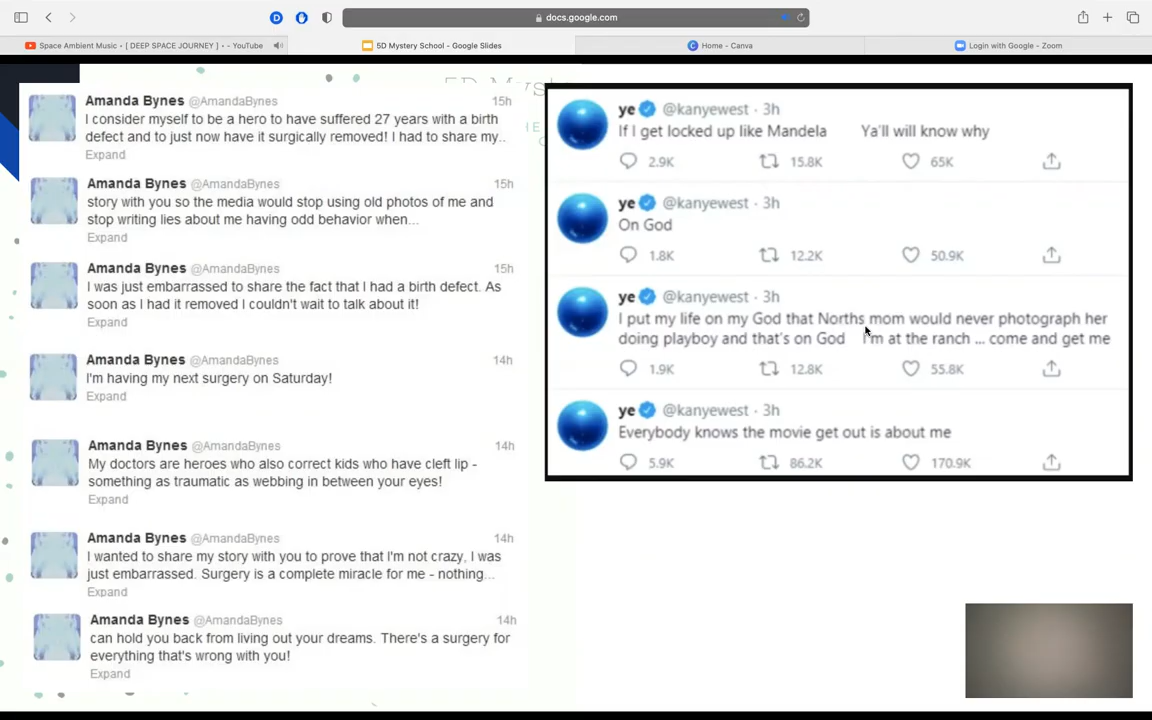 docs.google.com
Space Ambient Music • [ DEEP SPACE JOURNEY ] • - YouTube
5D Mystery School - Google Slides
Home - Canva
Login with Google - Zoom
5D Myst
Amanda Bynes @AmandaBynes 15h
I consider myself to be a hero to have suffered 27 years with a birth
defect and to just now have it surgically removed! I had to share my..
Expand
Amanda Bynes @AmandaBynes 15h
story with you so the media would stop using old photos of me and
stop writing lies about me having odd behavior when...
Expand
Amanda Bynes @AmandaBynes 15h
I was just embarrassed to share the fact that I had a birth defect. As
soon as I had it removed I couldn't wait to talk about it!
Expand
Amanda Bynes @AmandaBynes 14h
I'm having my next surgery on Saturday!
Expand
Amanda Bynes @AmandaBynes 14h
My doctors are heroes who also correct kids who have cleft lip -
something as traumatic as webbing in between your eyes!
Expand
Amanda Bynes @AmandaBynes 14h
I wanted to share my story with you to prove that I'm not crazy, I was
just embarrassed. Surgery is a complete miracle for me - nothing...
Expand
Amanda Bynes @AmandaBynes 14h
can hold you back from living out your dreams. There's a surgery for
everything that's wrong with you!
Expand
ye @kanyewest · 3h
If I get locked up like Mandela Ya'll will know why
2.9K 15.8K 65K
ye @kanyewest · 3h
On God
1.8K 12.2K 50.9K
ye @kanyewest · 3h
I put my life on my God that Norths mom would never photograph her
doing playboy and that's on God I'm at the ranch ... come and get me
1.9K 12.8K 55.8K
ye @kanyewest · 3h
Everybody knows the movie get out is about me
5.9K 86.2K 170.9K